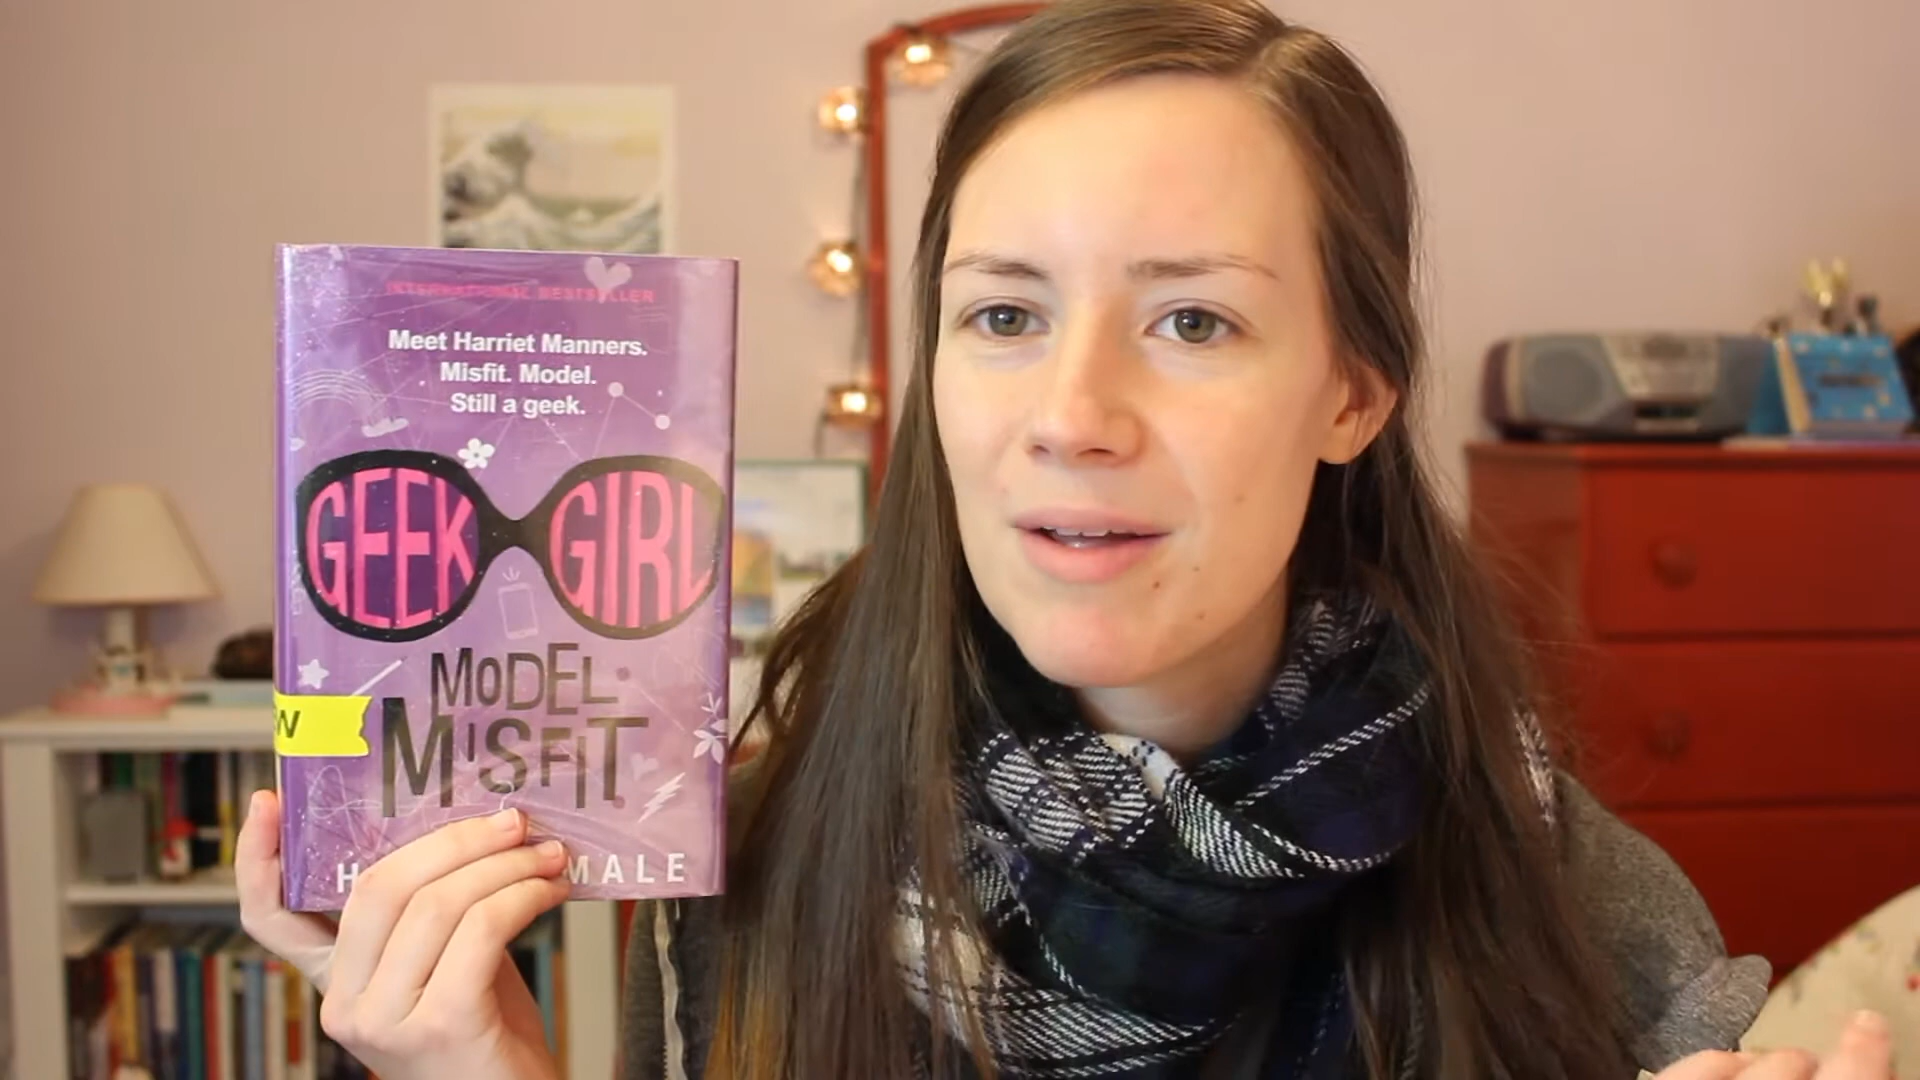 INTERNATIONAL BESTSELLER
Meet Harriet Manners.
Misfit. Model.
Still a geek.
GEEK GIRL
MODEL
MISFIT
W
H MALE